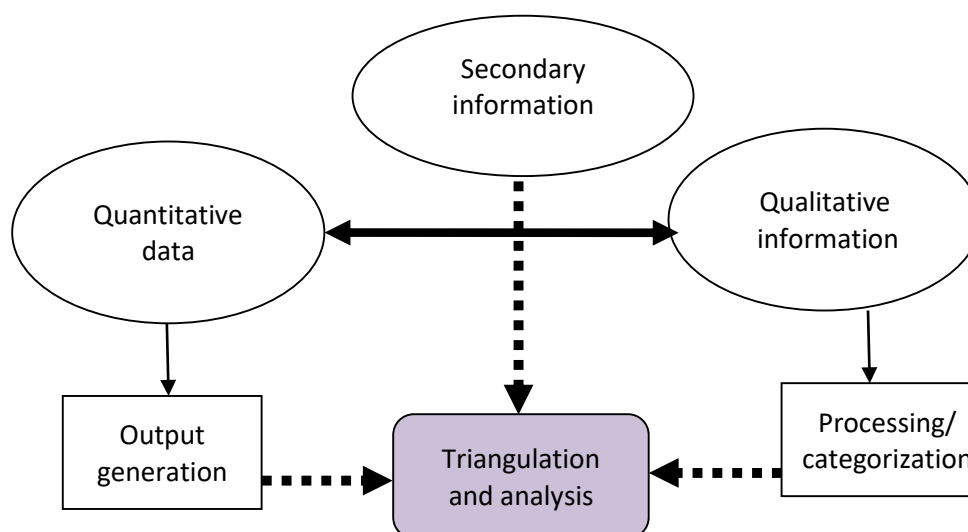 Secondary
information
Quantitative
data
Qualitative
information
Output
generation
Triangulation
and analysis
Processing/
categorization